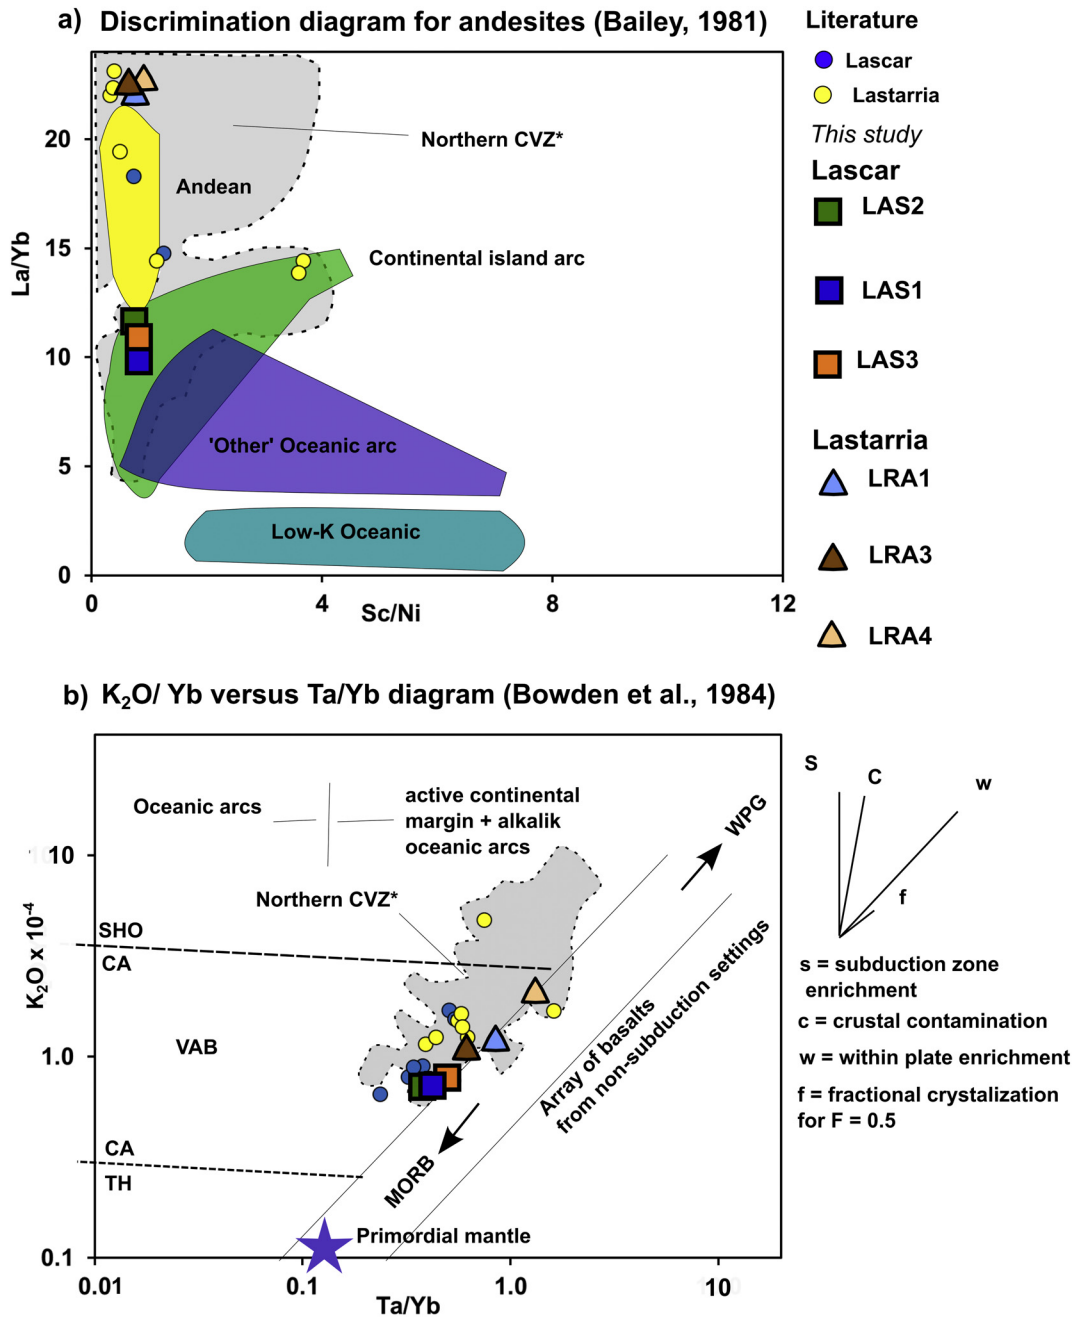 a) Discrimination diagram for andesites (Bailey, 1981)
Literature
Lascar
Lastarria
This study
Lascar
LAS2
LAS1
LAS3
Lastarria
LRA1
LRA3
LRA4
La/Yb
20
15
10
5
0
0
4
8
12
Sc/Ni
Northern CVZ*
Andean
Continental island arc
'Other' Oceanic arc
Low-K Oceanic
b) K2O/ Yb versus Ta/Yb diagram (Bowden et al., 1984)
K2O x 10-4
10
1.0
0.1
0.01
0.1
1.0
10
Ta/Yb
Oceanic arcs
active continental
margin + alkalik
oceanic arcs
Northern CVZ*
SHO
CA
VAB
CA
TH
WPG
MORB
Array of basalts
from non-subduction settings
Primordial mantle
S
C
w
f
s = subduction zone
enrichment
c = crustal contamination
w = within plate enrichment
f = fractional crystalization
for F = 0.5